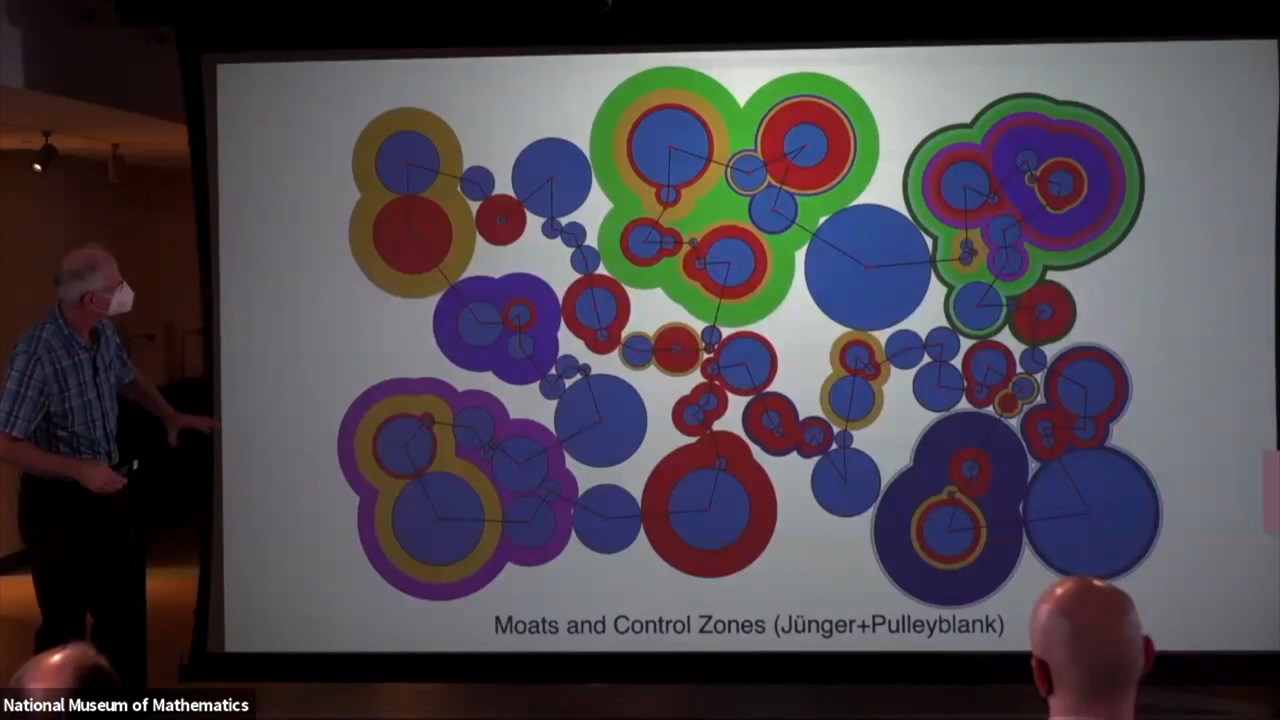 Moats and Control Zones (Jünger+Pulleyblank)
National Museum of Mathematics